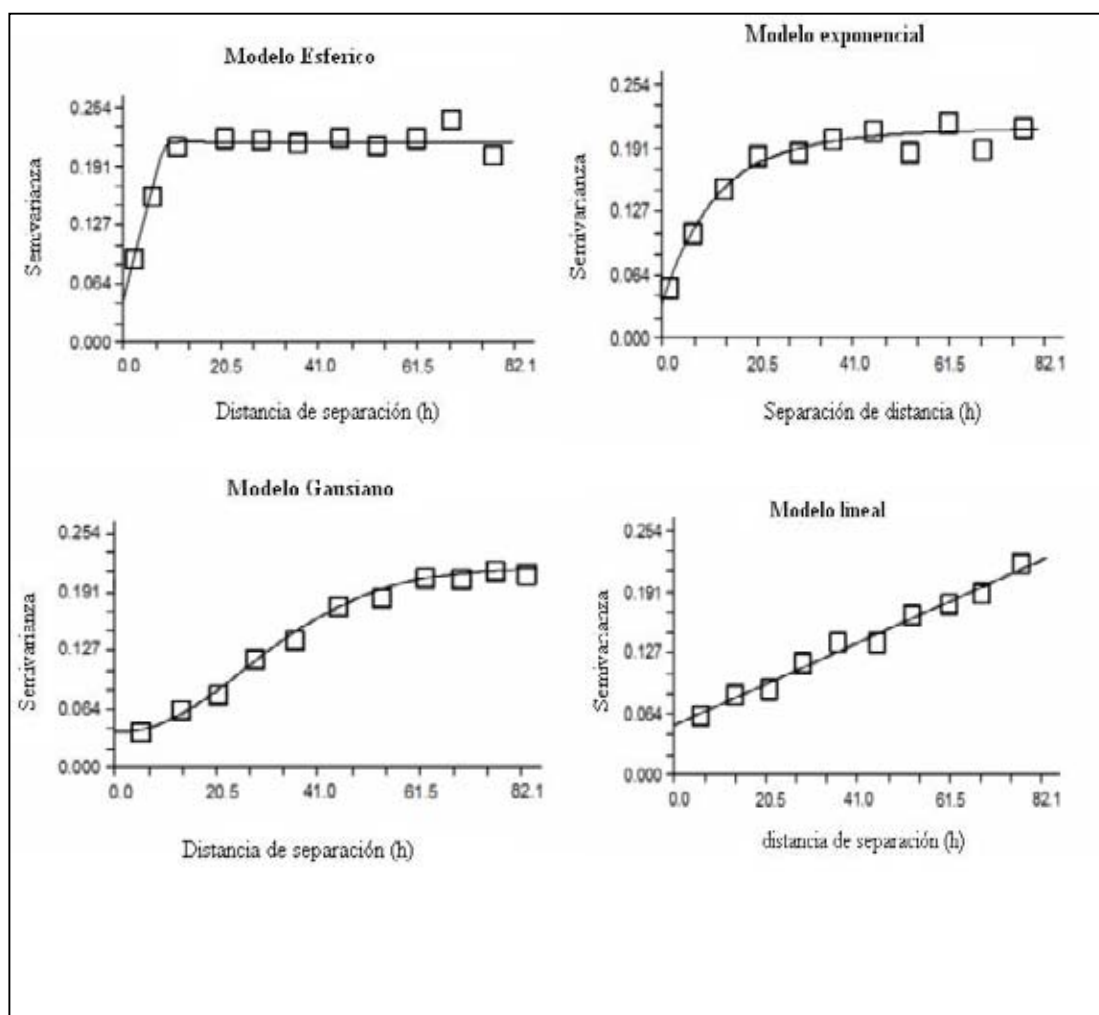 Modelo Esferico
Semivarianza
0.254
0.191
0.127
0.064
0.000
0.0 20.5 41.0 61.5 82.1
Distancia de separación (h)
Modelo exponencial
Semivarianza
0.254
0.191
0.127
0.064
0.000
0.0 20.5 41.0 61.5 82.1
Separación de distancia (h)
Modelo Gausiano
Semivarianza
0.254
0.191
0.127
0.064
0.000
0.0 20.5 41.0 61.5 82.1
Distancia de separación (h)
Modelo lineal
Semivarianza
0.254
0.191
0.127
0.064
0.000
0.0 20.5 41.0 61.5 82.1
distancia de separación (h)